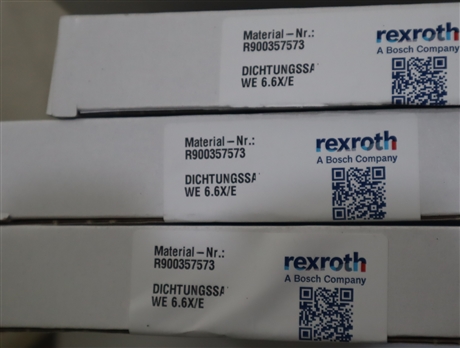 Material-Nr.:
R900357573
DICHTUNGSSA
WE 6.6X/E
rexroth
A Bosch Company
Material-Nr.:
R900357573
DICHTUNGSSA
WE 6.6X/E
rexroth
A Bosch Company
Material-Nr.:
R900357573
DICHTUNGSSA
WE 6.6X/E
rexroth
A Bosch Company